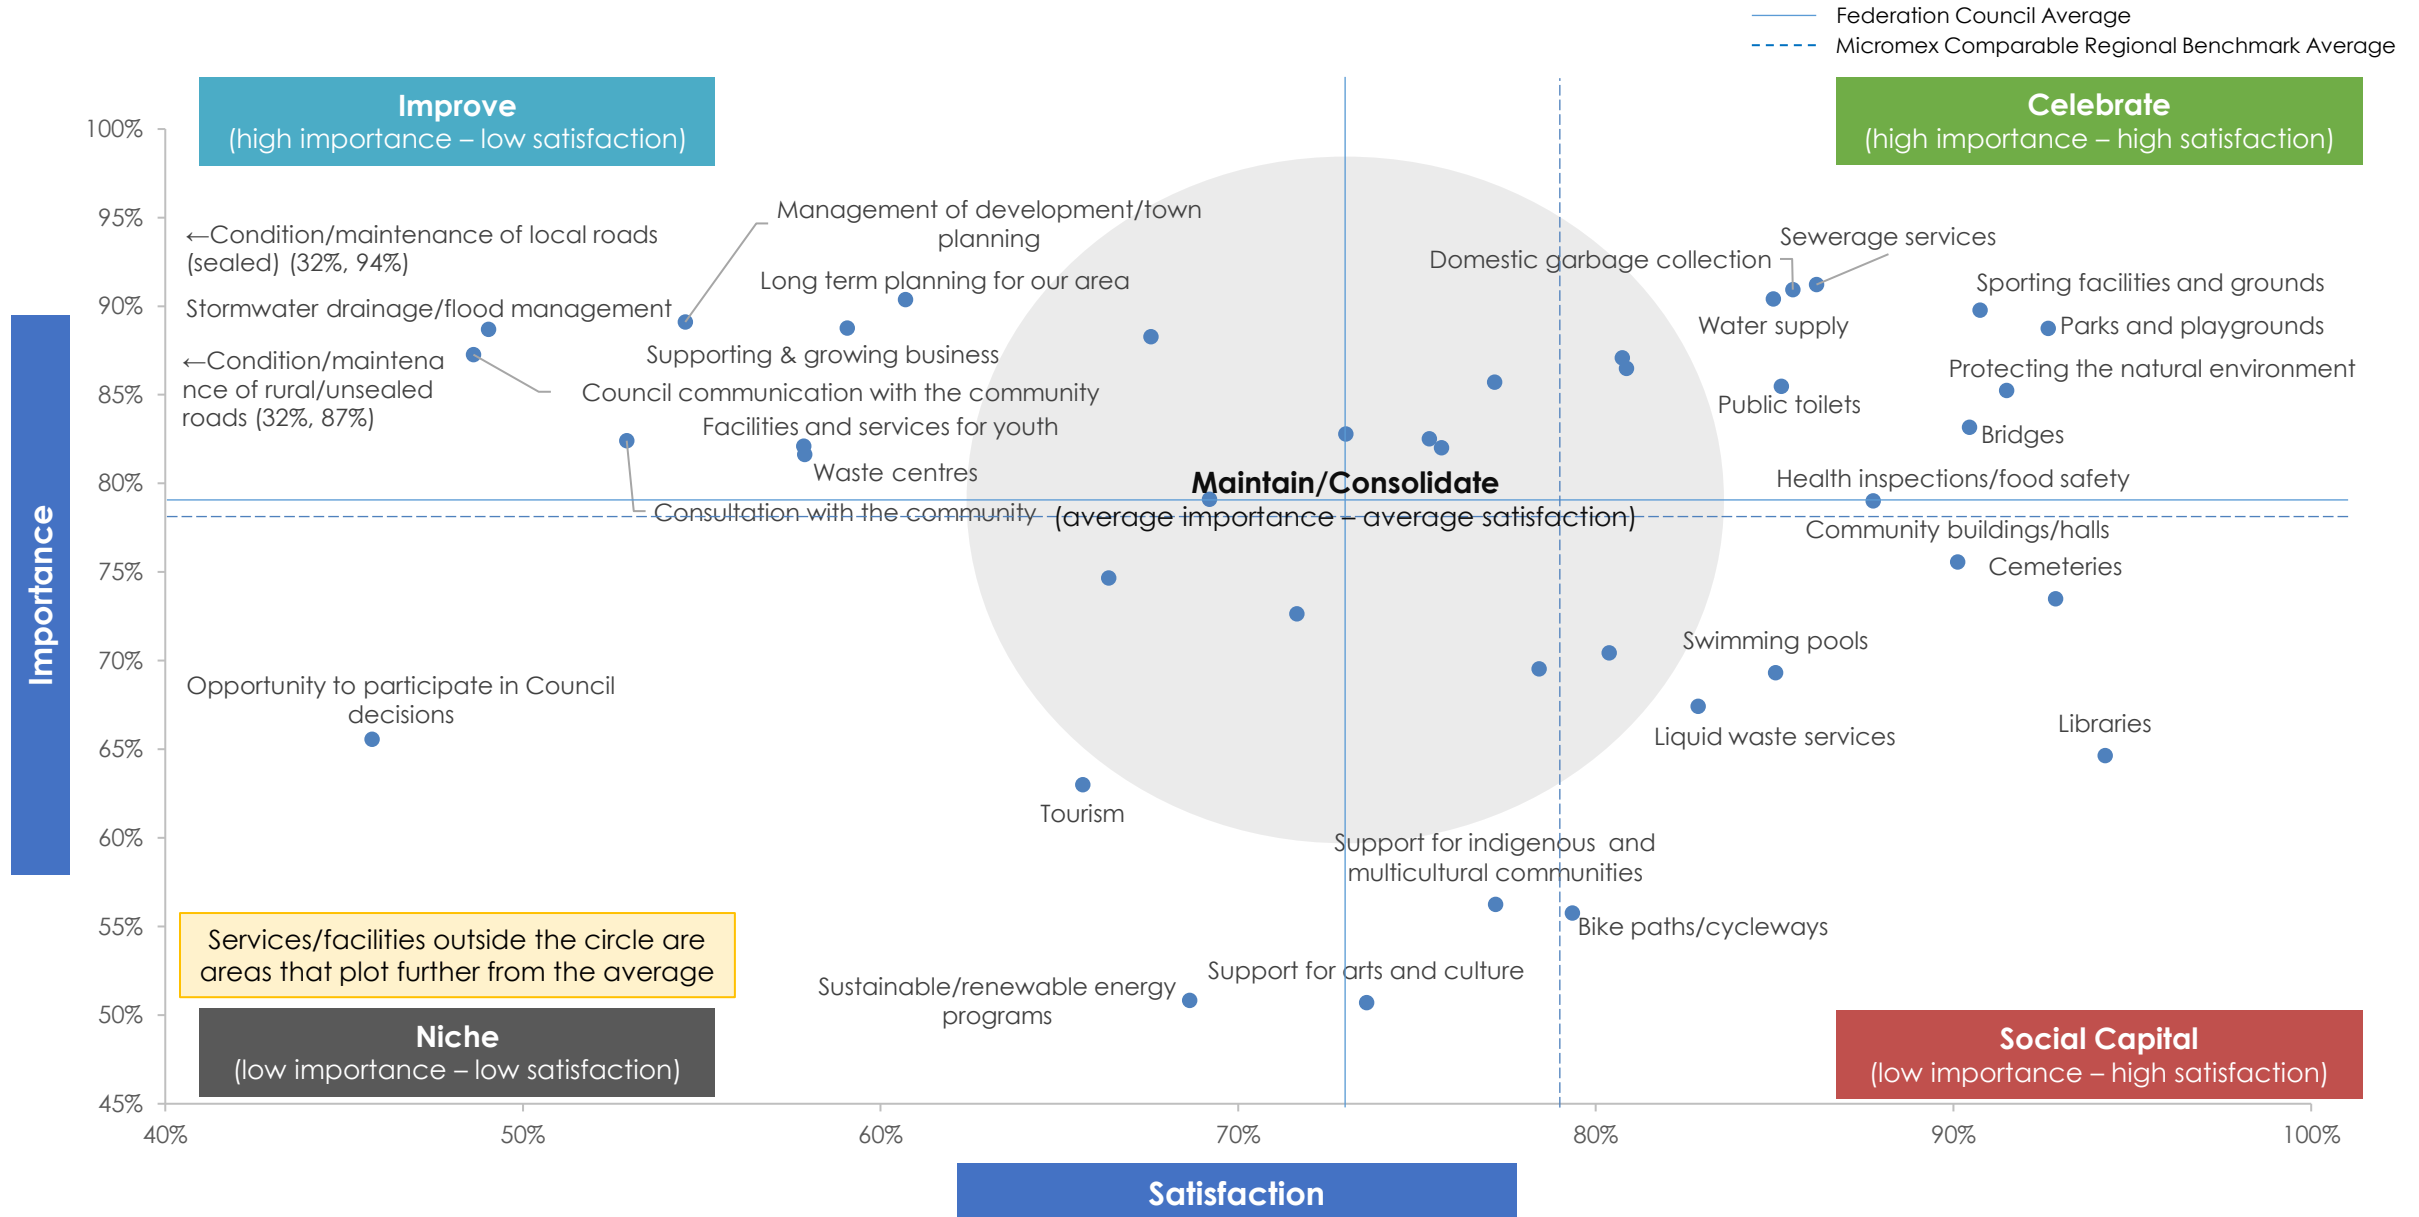 Federation Council Average
Micromex Comparable Regional Benchmark Average
Improve
(high importance – low satisfaction)
Celebrate
(high importance – high satisfaction)
100%
95%
90%
85%
80%
75%
70%
65%
60%
55%
50%
45%
Importance
←Condition/maintenance of local roads
(sealed) (32%, 94%)
Management of development/town
planning
Long term planning for our area
Stormwater drainage/flood management
Supporting & growing business
←Condition/maintena
nce of rural/unsealed
roads (32%, 87%)
Council communication with the community
Facilities and services for youth
Waste centres
Consultation with the community
Maintain/Consolidate
(average importance – average satisfaction)
Sewerage services
Domestic garbage collection
Sporting facilities and grounds
Water supply
Parks and playgrounds
Protecting the natural environment
Public toilets
Bridges
Health inspections/food safety
Community buildings/halls
Cemeteries
Swimming pools
Liquid waste services
Libraries
Opportunity to participate in Council
decisions
Tourism
Support for indigenous  and
multicultural communities
Bike paths/cycleways
Support for arts and culture
Sustainable/renewable energy
programs
Services/facilities outside the circle are
areas that plot further from the average
Niche
(low importance – low satisfaction)
Social Capital
(low importance – high satisfaction)
40%
50%
60%
70%
80%
90%
100%
Satisfaction